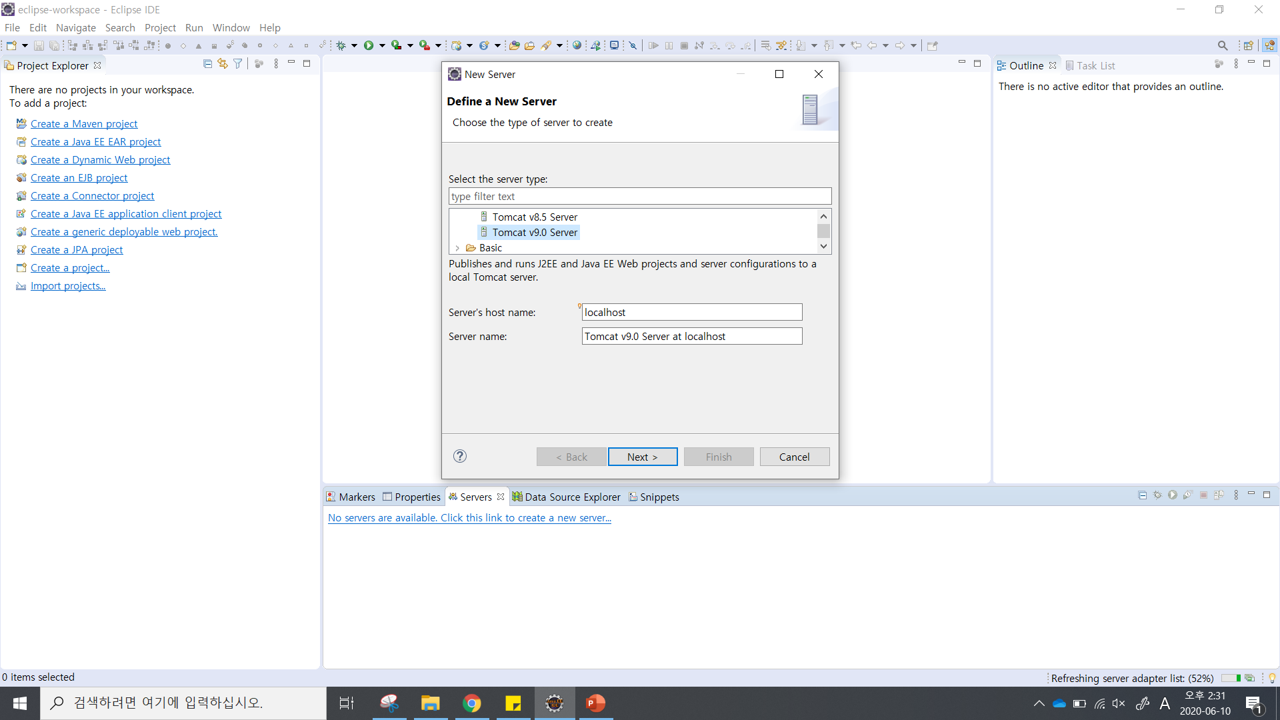 eclipse-workspace - Eclipse IDE
File Edit Navigate Search Project Run Window Help
Project Explorer
There are no projects in your workspace.
To add a project:
Create a Maven project
Create a Java EE EAR project
Create a Dynamic Web project
Create an EJB project
Create a Connector project
Create a Java EE application client project
Create a generic deployable web project.
Create a JPA project
Create a project...
Import projects...
New Server
Define a New Server
Choose the type of server to create
Select the server type:
type filter text
Tomcat v8.5 Server
Tomcat v9.0 Server
Basic
Publishes and runs J2EE and Java EE Web projects and server configurations to a
local Tomcat server.
Server's host name: localhost
Server name: Tomcat v9.0 Server at localhost
? < Back Next > Finish Cancel
Outline Task List
There is no active editor that provides an outline.
Markers Properties Servers Data Source Explorer Snippets
No servers are available. Click this link to create a new server...
0 items selected
Refreshing server adapter list: (52%)
검색하려면 여기에 입력하십시오.
A
오후 2:31
2020-06-10
1